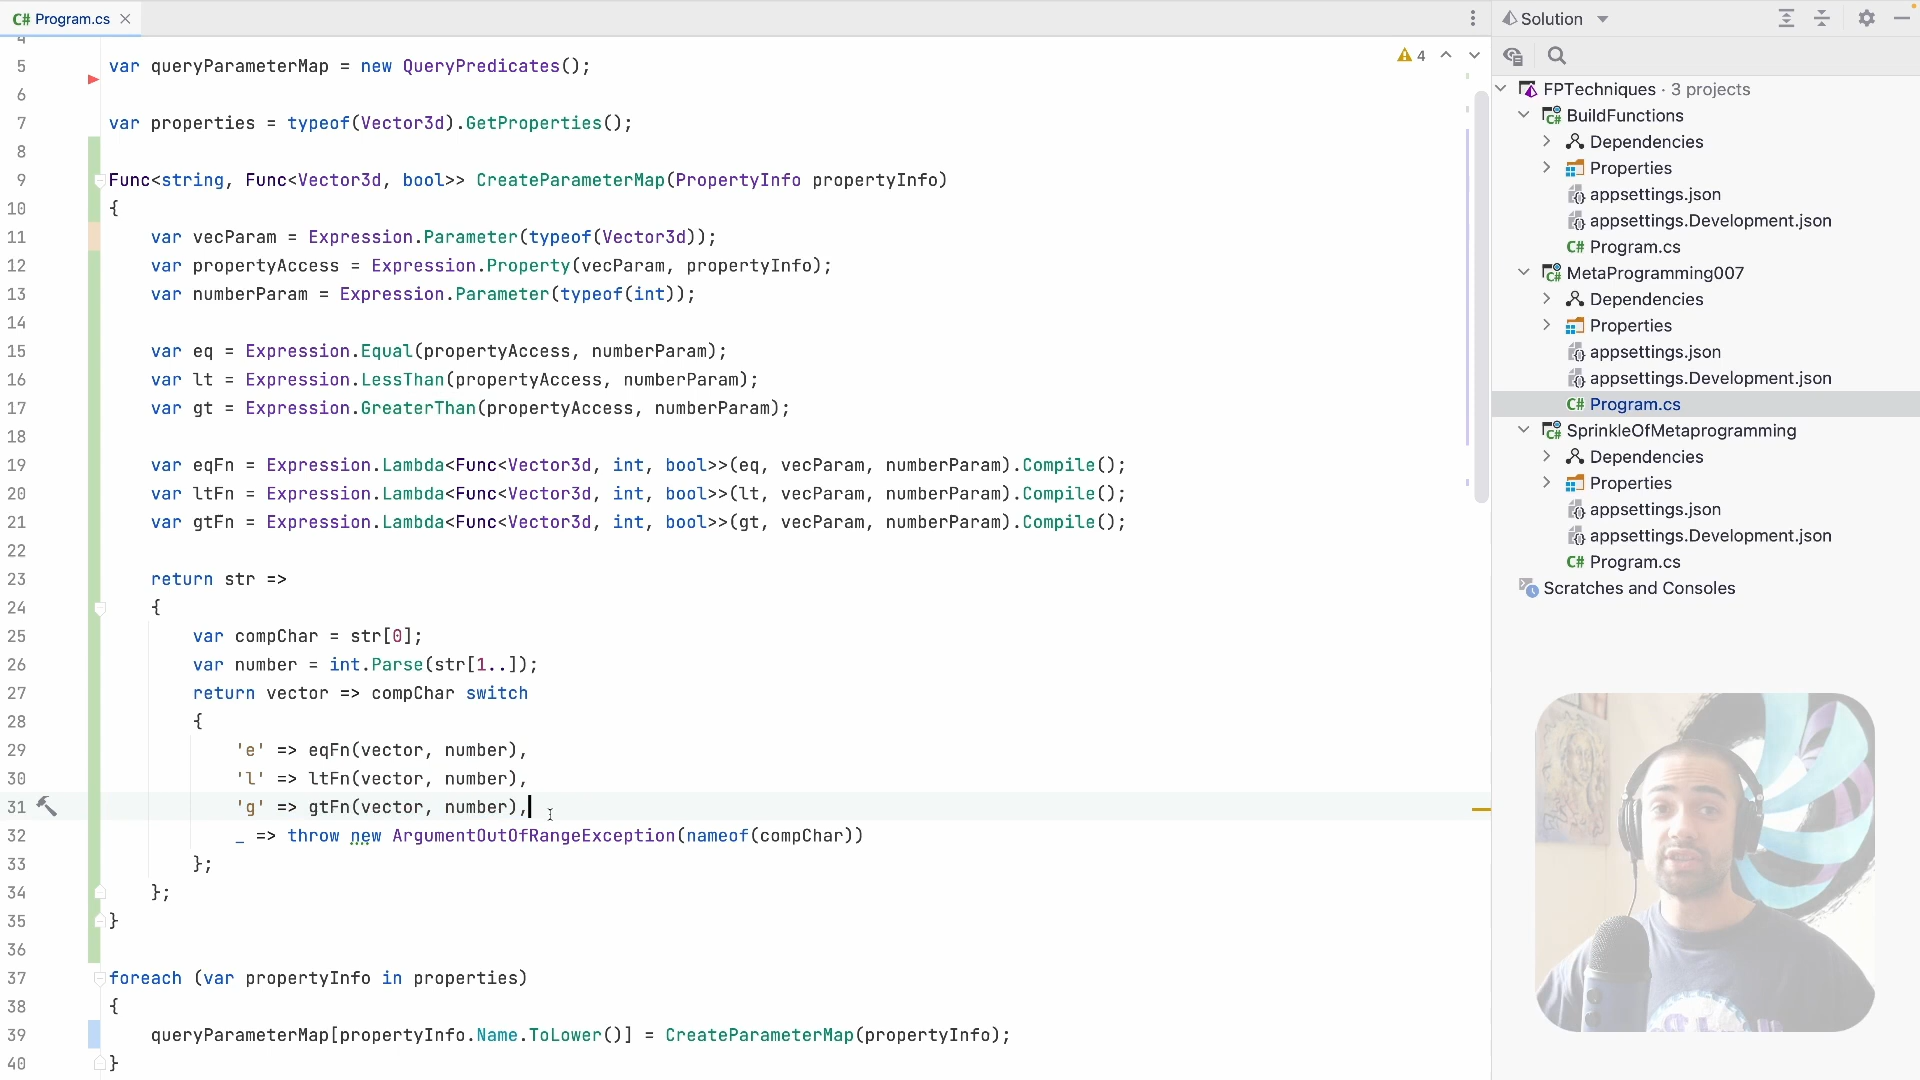 C# Program.cs
Solution
4
4
5 var queryParameterMap = new QueryPredicates();
6
7 var properties = typeof(Vector3d).GetProperties();
8
9 Func<string, Func<Vector3d, bool>> CreateParameterMap(PropertyInfo propertyInfo)
10 {
11 var vecParam = Expression.Parameter(typeof(Vector3d));
12 var propertyAccess = Expression.Property(vecParam, propertyInfo);
13 var numberParam = Expression.Parameter(typeof(int));
14
15 var eq = Expression.Equal(propertyAccess, numberParam);
16 var lt = Expression.LessThan(propertyAccess, numberParam);
17 var gt = Expression.GreaterThan(propertyAccess, numberParam);
18
19 var eqFn = Expression.Lambda<Func<Vector3d, int, bool>>(eq, vecParam, numberParam).Compile();
20 var ltFn = Expression.Lambda<Func<Vector3d, int, bool>>(lt, vecParam, numberParam).Compile();
21 var gtFn = Expression.Lambda<Func<Vector3d, int, bool>>(gt, vecParam, numberParam).Compile();
22
23 return str =>
24 {
25 var compChar = str[0];
26 var number = int.Parse(str[1..]);
27 return vector => compChar switch
28 {
29 'e' => eqFn(vector, number),
30 'l' => ltFn(vector, number),
31 'g' => gtFn(vector, number),
32 _ => throw new ArgumentOutOfRangeException(nameof(compChar))
33 };
34 };
35 }
36
37 foreach (var propertyInfo in properties)
38 {
39 queryParameterMap[propertyInfo.Name.ToLower()] = CreateParameterMap(propertyInfo);
40 }
FPTechniques · 3 projects
C# BuildFunctions
Dependencies
Properties
appsettings.json
appsettings.Development.json
C# Program.cs
C# MetaProgramming007
Dependencies
Properties
appsettings.json
appsettings.Development.json
C# Program.cs
C# SprinkleOfMetaprogramming
Dependencies
Properties
appsettings.json
appsettings.Development.json
C# Program.cs
Scratches and Consoles